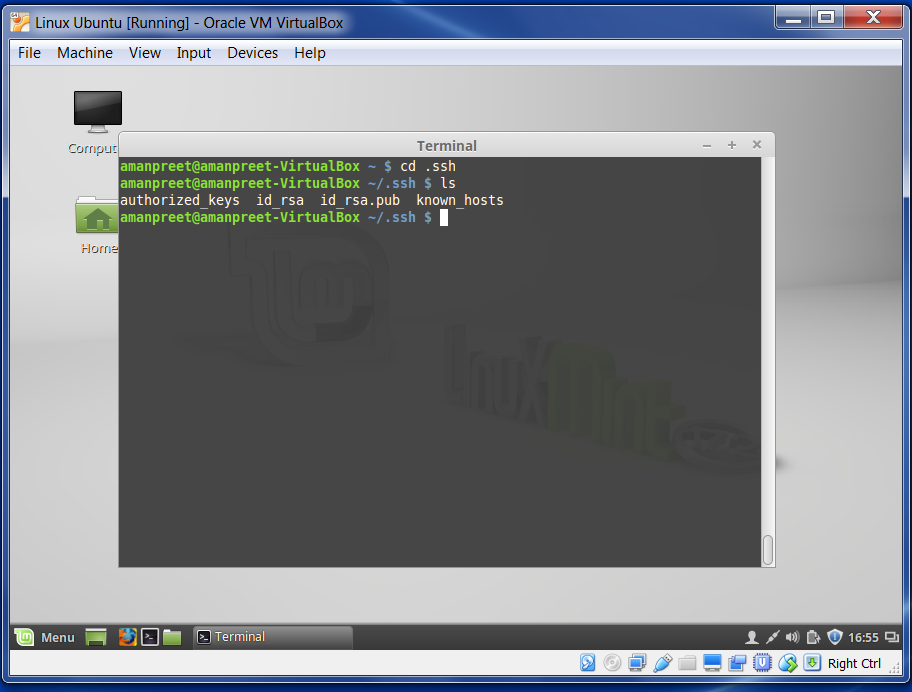 Linux Ubuntu [Running] - Oracle VM VirtualBox
File Machine View Input Devices Help
Comput
Home
Terminal
amanpreet@amanpreet-VirtualBox ~ $ cd .ssh
amanpreet@amanpreet-VirtualBox ~/.ssh $ ls
authorized_keys id_rsa id_rsa.pub known_hosts
amanpreet@amanpreet-VirtualBox ~/.ssh $
LinuxMint
Menu
Terminal
16:55
Right Ctrl